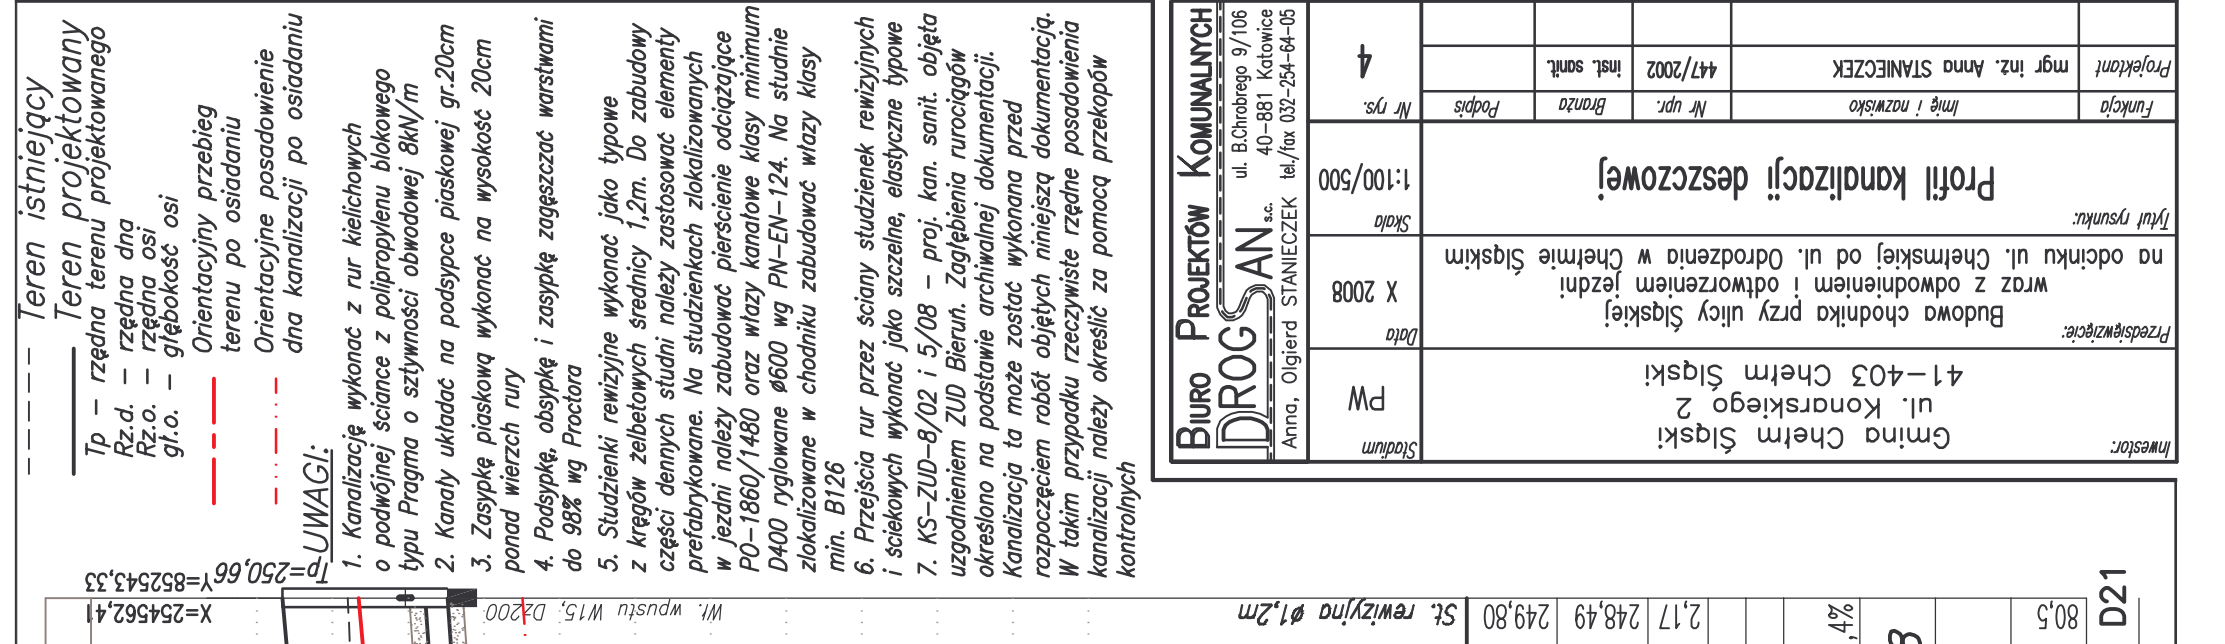 Teren istniejący
Teren projektowany
Tp – rzędna terenu projektowanego
Rz.d. – rzędna dna
Rz.o. – rzędna osi
gł.o. – głębokość osi
Orientacyjny przebieg
terenu po osiadaniu
Orientacyjne posadowienie
dna kanalizacji po osiadaniu
UWAGI:
1. Kanalizację wykonać z rur kielichowych
o podwójnej ściance z polipropylenu blokowego
typu Pragma o sztywności obwodowej 8kN/m
2. Kanały układać na podsypce piaskowej gr.20cm
3. Zasypkę piaskową wykonać na wysokość 20cm
ponad wierzch rury
4. Podsypkę, obsypkę i zasypkę zagęszczać warstwami
do 98% wg Proctora
5. Studzienki rewizyjne wykonać jako typowe
z kręgów żelbetowych średnicy 1,2m. Do zabudowy
części dennych studni należy zastosować elementy
prefabrykowane. Na studzienkach zlokalizowanych
w jezdni należy zabudować pierścienie odciążające
PO–1860/1480 oraz włazy kanałowe klasy minimum
D400 ryglowane ø600 wg PN–EN–124. Na studnie
zlokalizowane w chodniku zabudować włazy klasy
min. B126
6. Przejścia rur przez ściany studzienek rewizyjnych
i ściekowych wykonać jako szczelne, elastyczne typowe
7. KS–ZUD–8/02 i 5/08 – proj. kan. sanit. objęta
uzgodnieniem ZUD Bieruń. Zagłębienia rurociągów
określono na podstawie archiwalnej dokumentacji.
Kanalizacja ta może zostać wykonana przed
rozpoczęciem robót objętych niniejszą dokumentacją.
W takim przypadku rzeczywiste rzędne posadowienia
kanalizacji należy określić za pomocą przekopów
kontrolnych
BIURO PROJEKTÓW KOMUNALNYCH
DROGSAN s.c.
Anna, Olgierd STANIECZEK
ul. B.Chrobrego 9/106
40–881 Katowice
tel./fax 032–254–64–05
Inwestor:
Gmina Chełm Śląski
ul. Konarskiego 2
41–403 Chełm Śląski
Stadium
PW
Przedsięwzięcie:
Budowa chodnika przy ulicy Śląskiej
wraz z odwodnieniem i odtworzeniem jezdni
na odcinku ul. Chełmskiej od ul. Odrodzenia w Chełmie Śląskim
Data
X 2008
Tytuł rysunku:
Profil kanalizacji deszczowej
Skala
1:100/500
Funkcja
Imię i nazwisko
Nr upr.
Branża
Podpis
Nr rys.
Projektant
mgr inż. Anna STANIECZEK
447/2002
inst. sanit.
4
X=254562,41
Y=852543,33
Tp=250,66
Wł. wpustu W15, Dz200
St. rewizyjna ø1,2m
249,80
248,49
2,17
,4%
80,5
D21